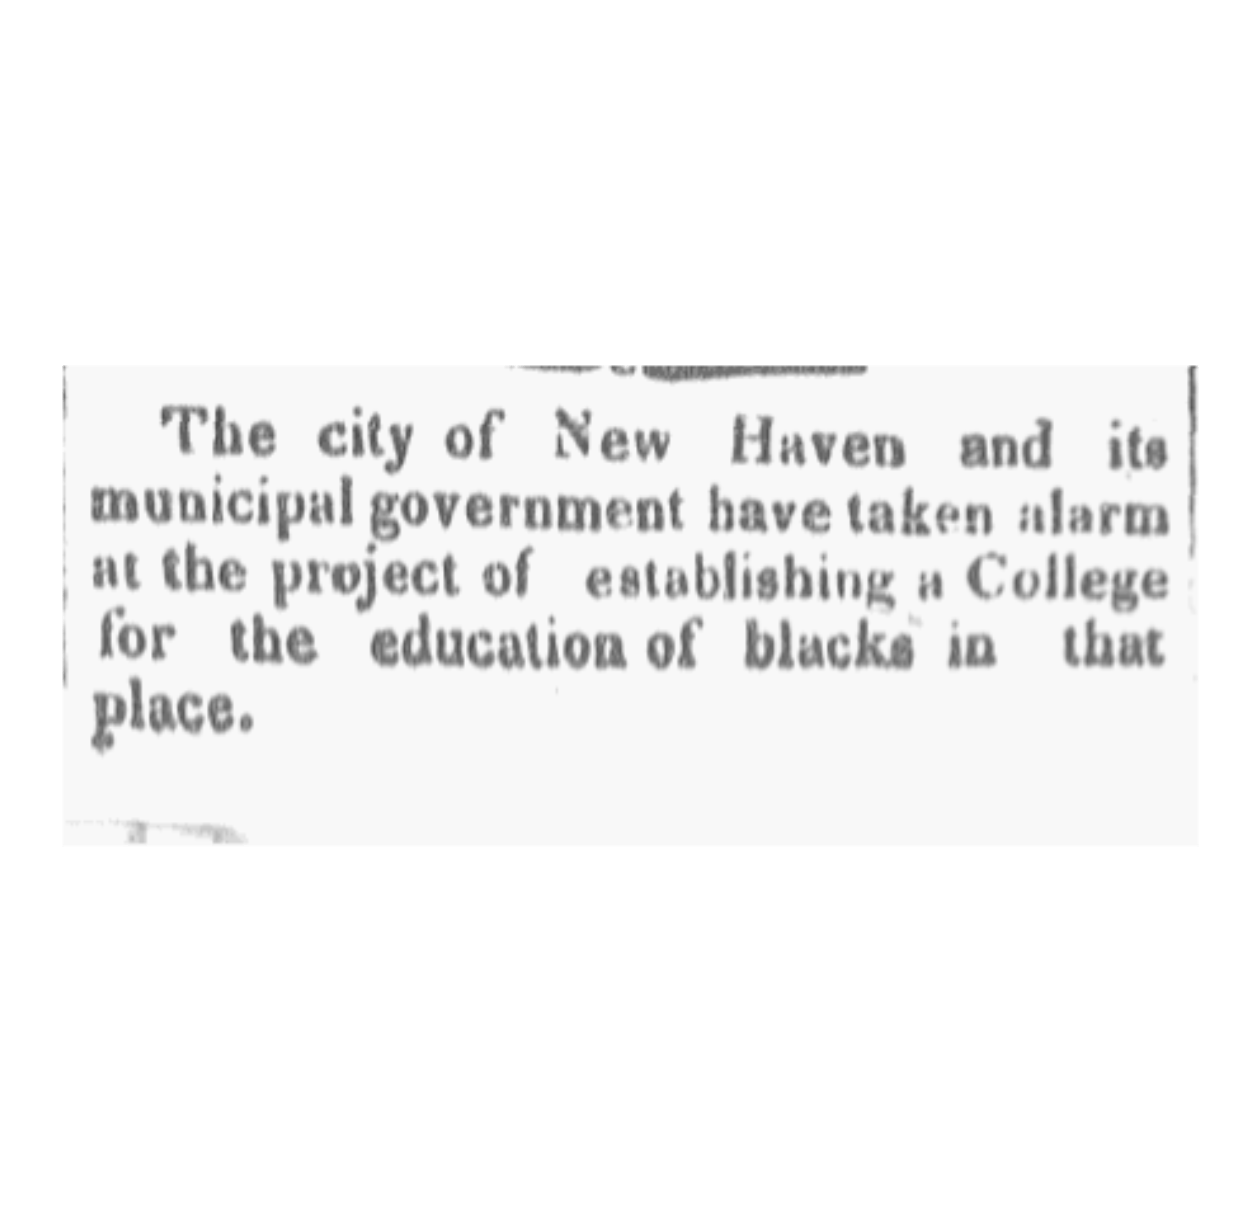 The city of New Haven and its
municipal government have taken alarm
at the project of establishing a College
for the education of blacks in that
place.